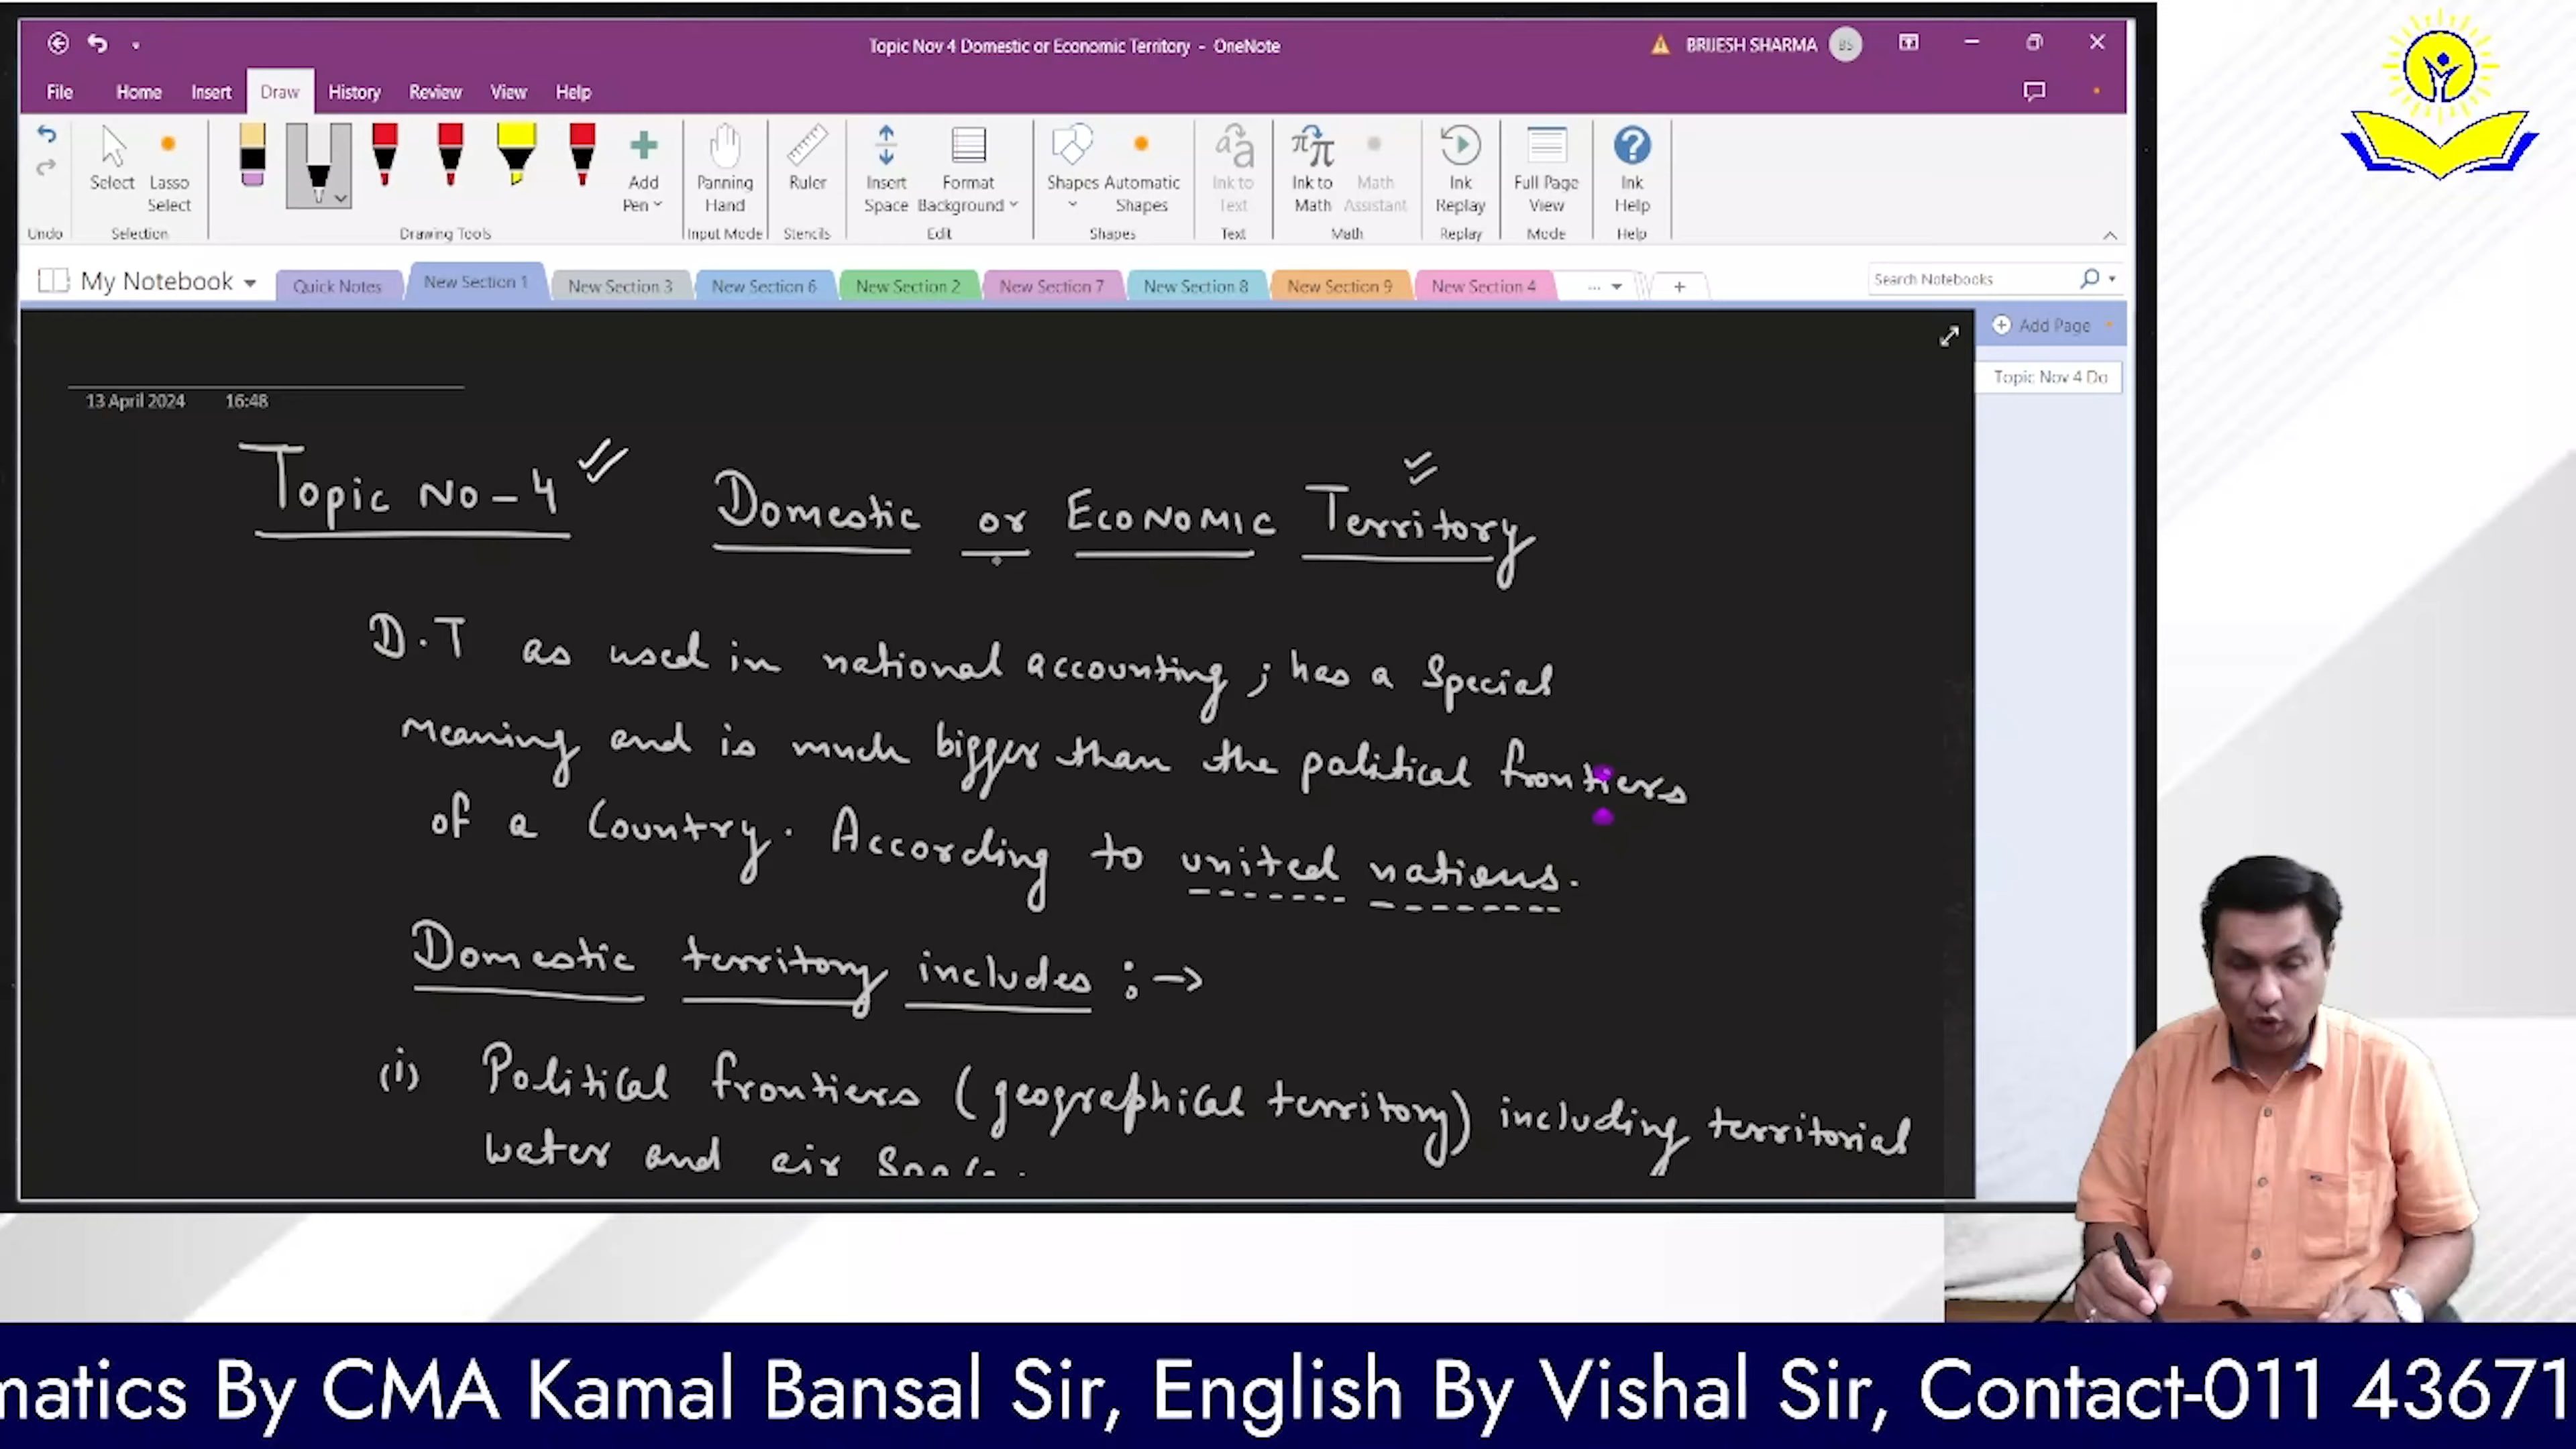 Topic Nov 4 Domestic or Economic Territory - OneNote
BRIJESH SHARMA BS
File Home Insert Draw History Review View Help
Select
Lasso Select
Add Pen
Panning Hand
Ruler
Insert Space
Format Background
Shapes
Automatic Shapes
Ink to Text
Ink to Math
Math Assistant
Ink Replay
Full Page View
Ink Help
Undo Selection Drawing Tools Input Mode Stencils Edit Shapes Text Math Replay Mode Help
My Notebook Quick Notes New Section 1 New Section 3 New Section 6 New Section 2 New Section 7 New Section 8 New Section 9 New Section 4 ... + Search Notebooks
Add Page
Topic Nov 4 Do
13 April 2024 16:48
Topic No-4 Domestic or Economic Territory
D.T as used in national accounting; has a special
meaning and is much bigger than the political frontiers
of a Country. According to united nations.
Domestic territory includes :→
(i) Political frontiers (geographical territory) including territorial
water and air
matics By CMA Kamal Bansal Sir, English By Vishal Sir, Contact-011 43671